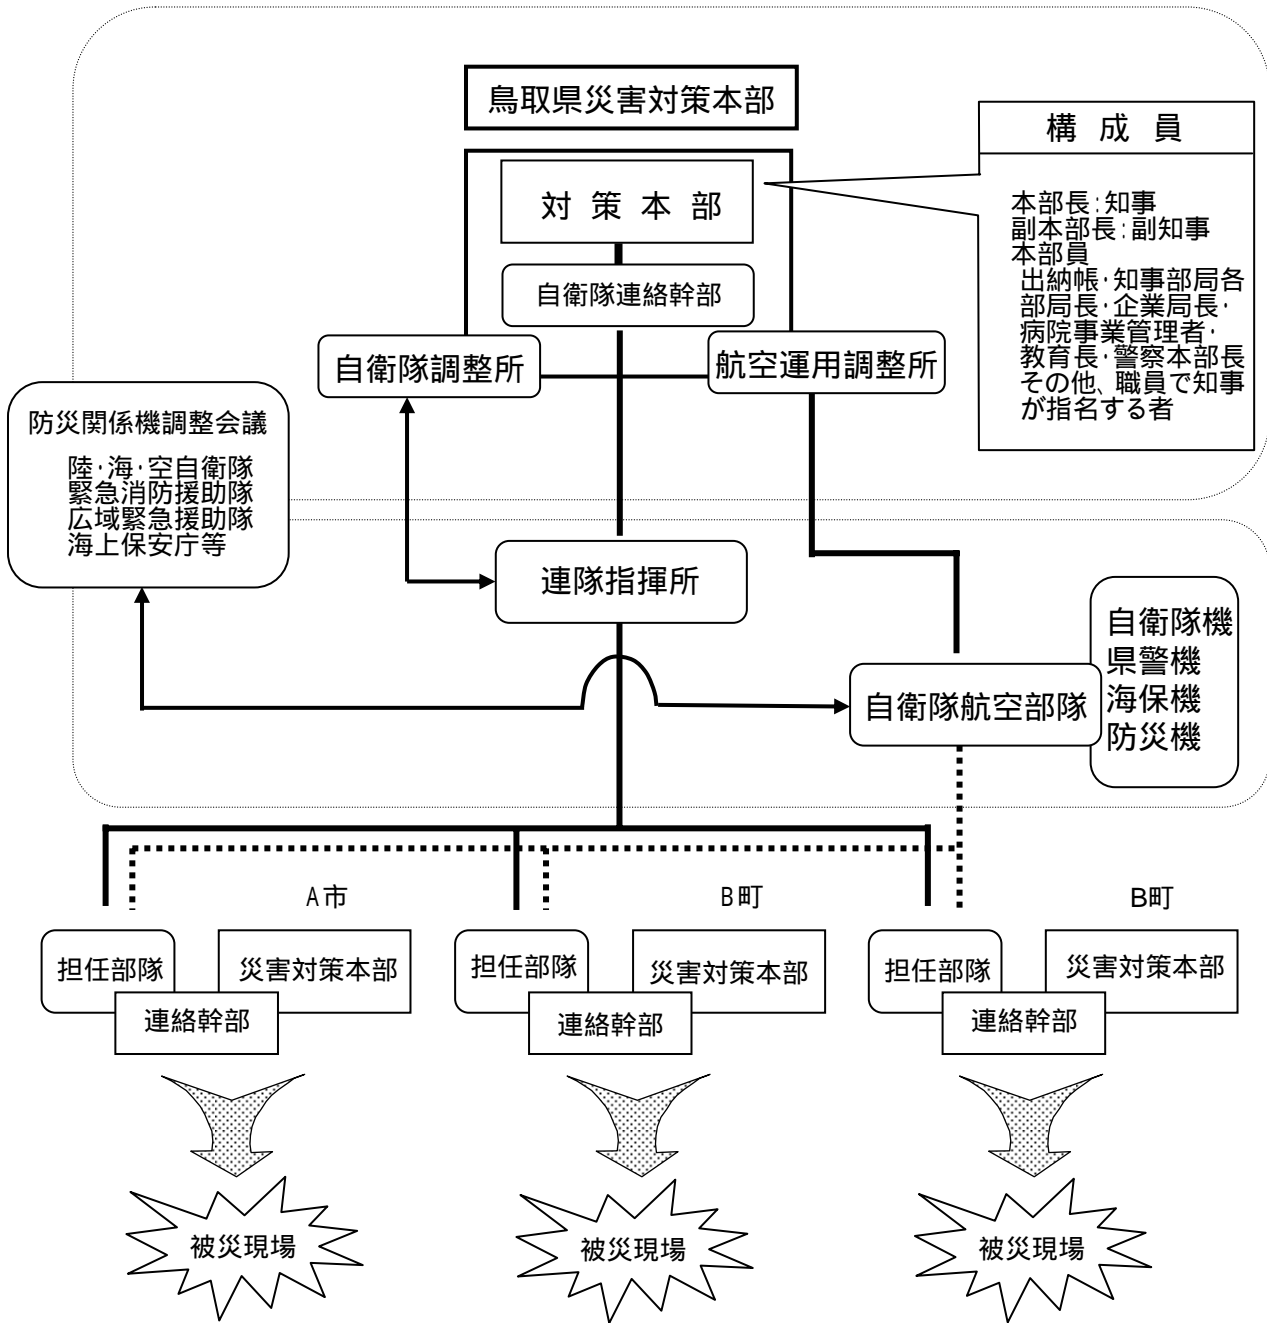 鳥取県災害対策本部
構成員
対策本部
本部長:知事
副本部長:副知事
本部員
出納帳・知事部局各
部局長・企業局長・
病院事業管理者・
教育長・警察本部長
その他、職員で知事
が指名する者
自衛隊連絡幹部
自衛隊調整所
航空運用調整所
防災関係機調整会議
陸・海・空自衛隊
緊急消防援助隊
広域緊急援助隊
海上保安庁等
連隊指揮所
自衛隊航空部隊
自衛隊機
県警機
海保機
防災機
A市
B町
B町
担任部隊
災害対策本部
連絡幹部
担任部隊
災害対策本部
連絡幹部
担任部隊
災害対策本部
連絡幹部
被災現場
被災現場
被災現場